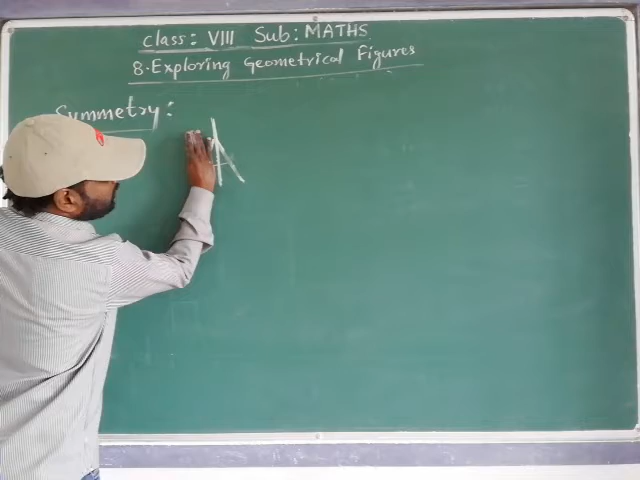 class: VIII Sub: MATHS
8. Exploring Geometrical Figures
Symmetry:
A